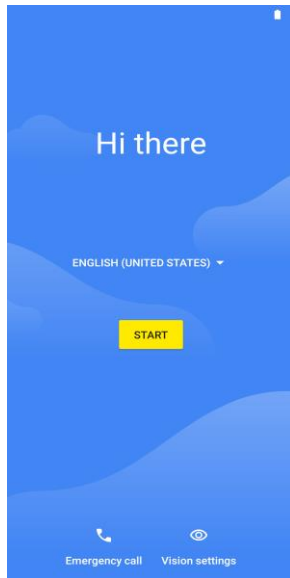 Hi there
ENGLISH (UNITED STATES)
START
Emergency call Vision settings